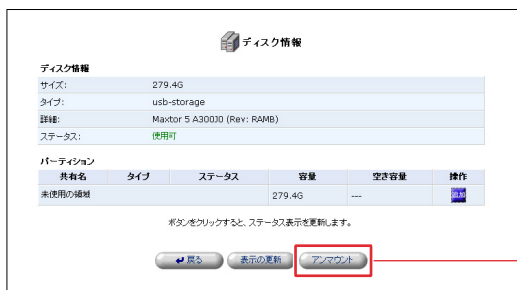 ディスク情報
ディスク情報
サイズ: 279.4G
タイプ: usb-storage
詳細: Maxtor 5 A300J0 (Rev: RAMB)
ステータス: 使用可
パーティション
共有名 タイプ ステータス 容量 空き容量 操作
未使用の領域 279.4G --- 追加
ボタンをクリックすると、ステータス表示を更新します。
戻る 表示の更新 アンマウント